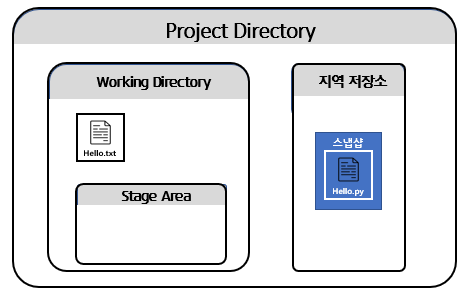 Project Directory
Working Directory
지역 저장소
Hello.txt
스냅샷
Hello.py
Stage Area